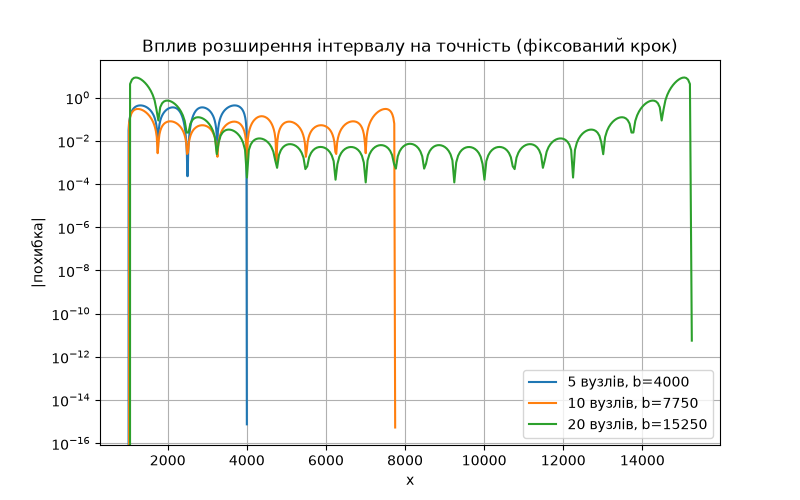 Вплив розширення інтервалу на точність (фіксований крок)
|похибка|
10⁰
10⁻²
10⁻⁴
10⁻⁶
10⁻⁸
10⁻¹⁰
10⁻¹²
10⁻¹⁴
10⁻¹⁶
5 вузлів, b=4000
10 вузлів, b=7750
20 вузлів, b=15250
2000 4000 6000 8000 10000 12000 14000
x